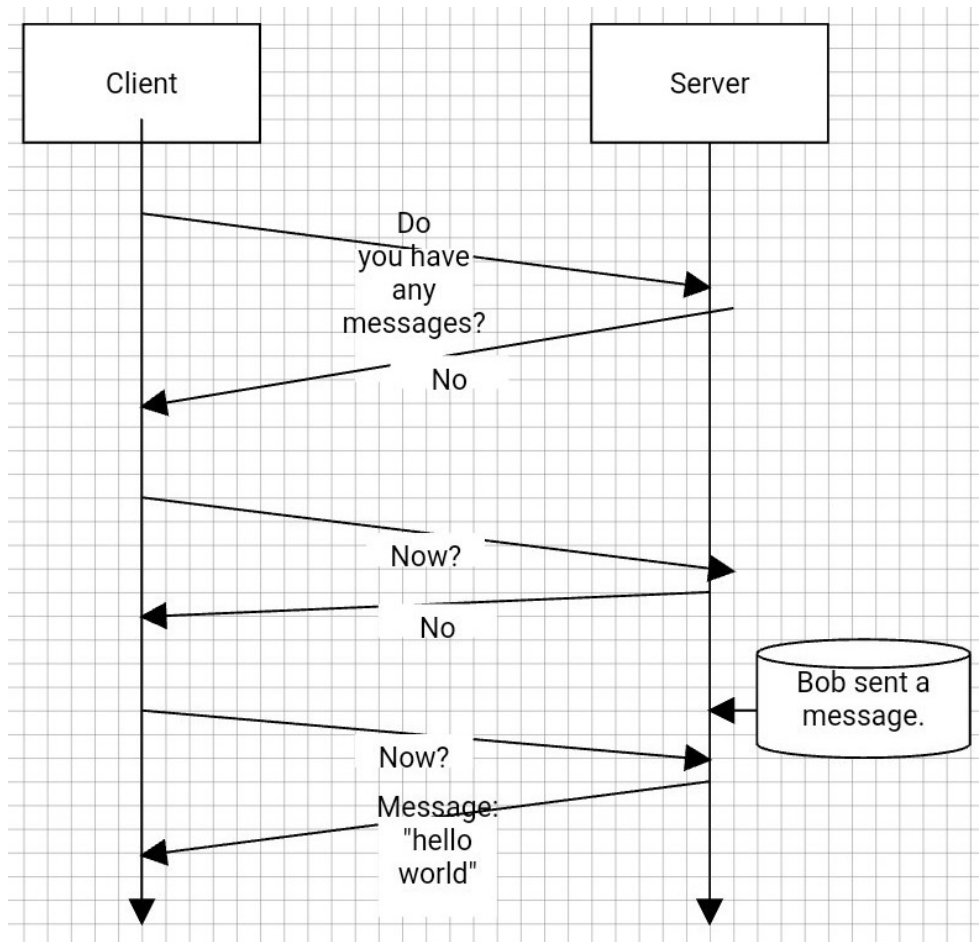 Client
Server
Do
you have
any
messages?
No
Now?
No
Bob sent a
message.
Now?
Message:
"hello
world"